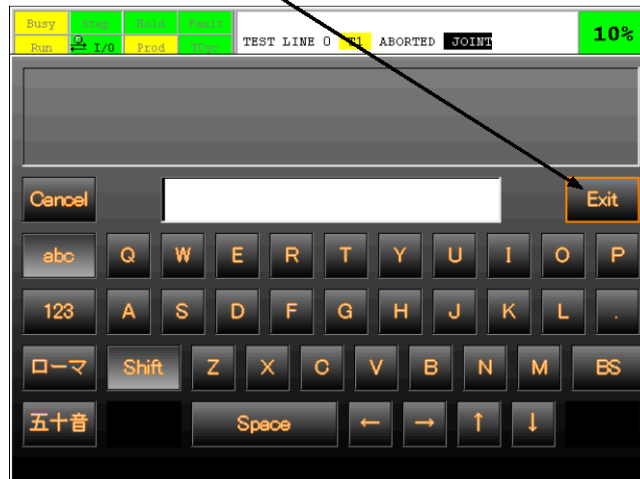 Busy Step Hold Fault
Run I/O Prod TCyc TEST LINE 0 T1 ABORTED JOINT 10%
Cancel Exit
abc Q W E R T Y U I O P
123 A S D F G H J K L .
ローマ Shift Z X C V B N M BS
五十音 Space ← → ↑ ↓